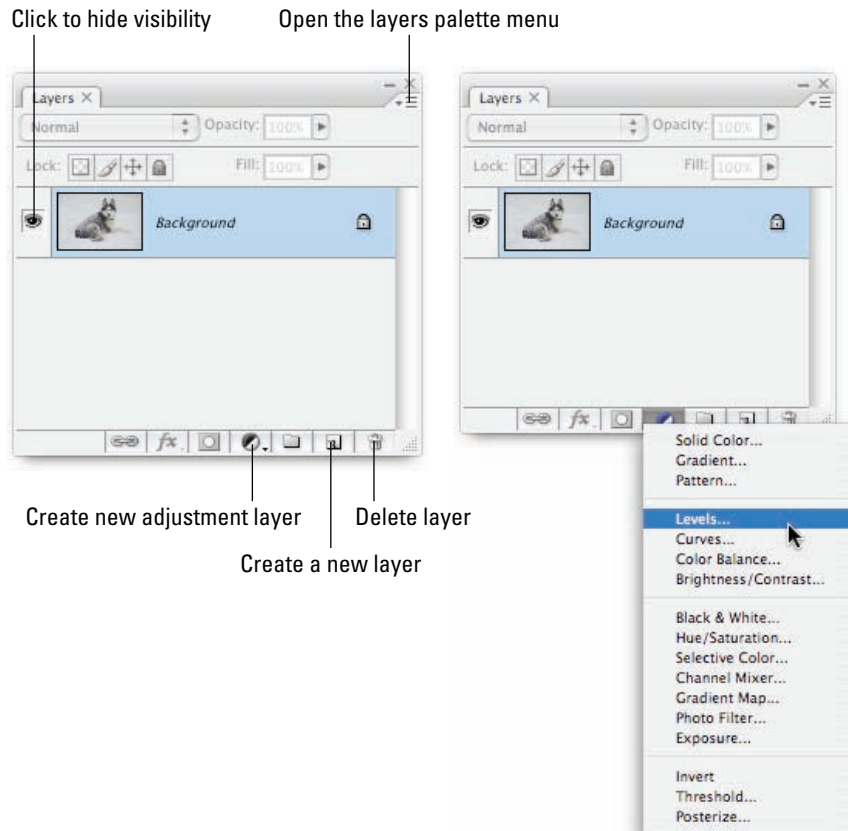 Click to hide visibility
Open the layers palette menu
Layers
Normal
Opacity: 100%
Lock:
Fill: 100%
Background
fx
Create new adjustment layer
Delete layer
Create a new layer
Layers
Normal
Opacity: 100%
Lock:
Fill: 100%
Background
fx
Solid Color...
Gradient...
Pattern...
Levels...
Curves...
Color Balance...
Brightness/Contrast...
Black & White...
Hue/Saturation...
Selective Color...
Channel Mixer...
Gradient Map...
Photo Filter...
Exposure...
Invert
Threshold...
Posterize...